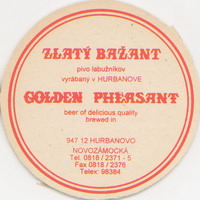 ZLATÝ BAŽANT
pivo labužníkov
vyrábaný v HURBANOVE
GOLDEN PHEASANT
beer of delicious quality
brewed in
947 12 HURBANOVO
NOVOZÁMOCKÁ
Tel. 0818 / 2371 - 5
Fax 0818 / 2376
Telex: 98384